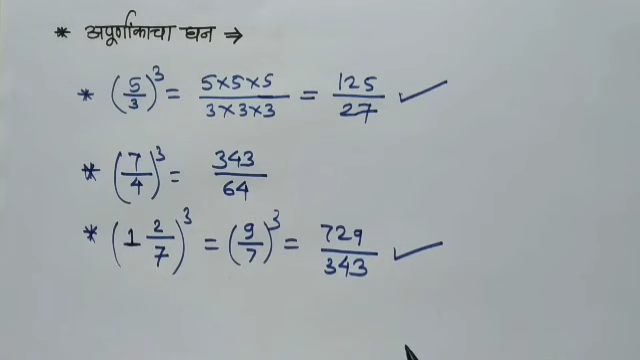 * अपूर्णांकाचा घन ⇒
* (5/3)³ = 5×5×5/3×3×3 = 125/27 ✓
* (7/4)³ = 343/64
* (1 2/7)³ = (9/7)³ = 729/343 ✓